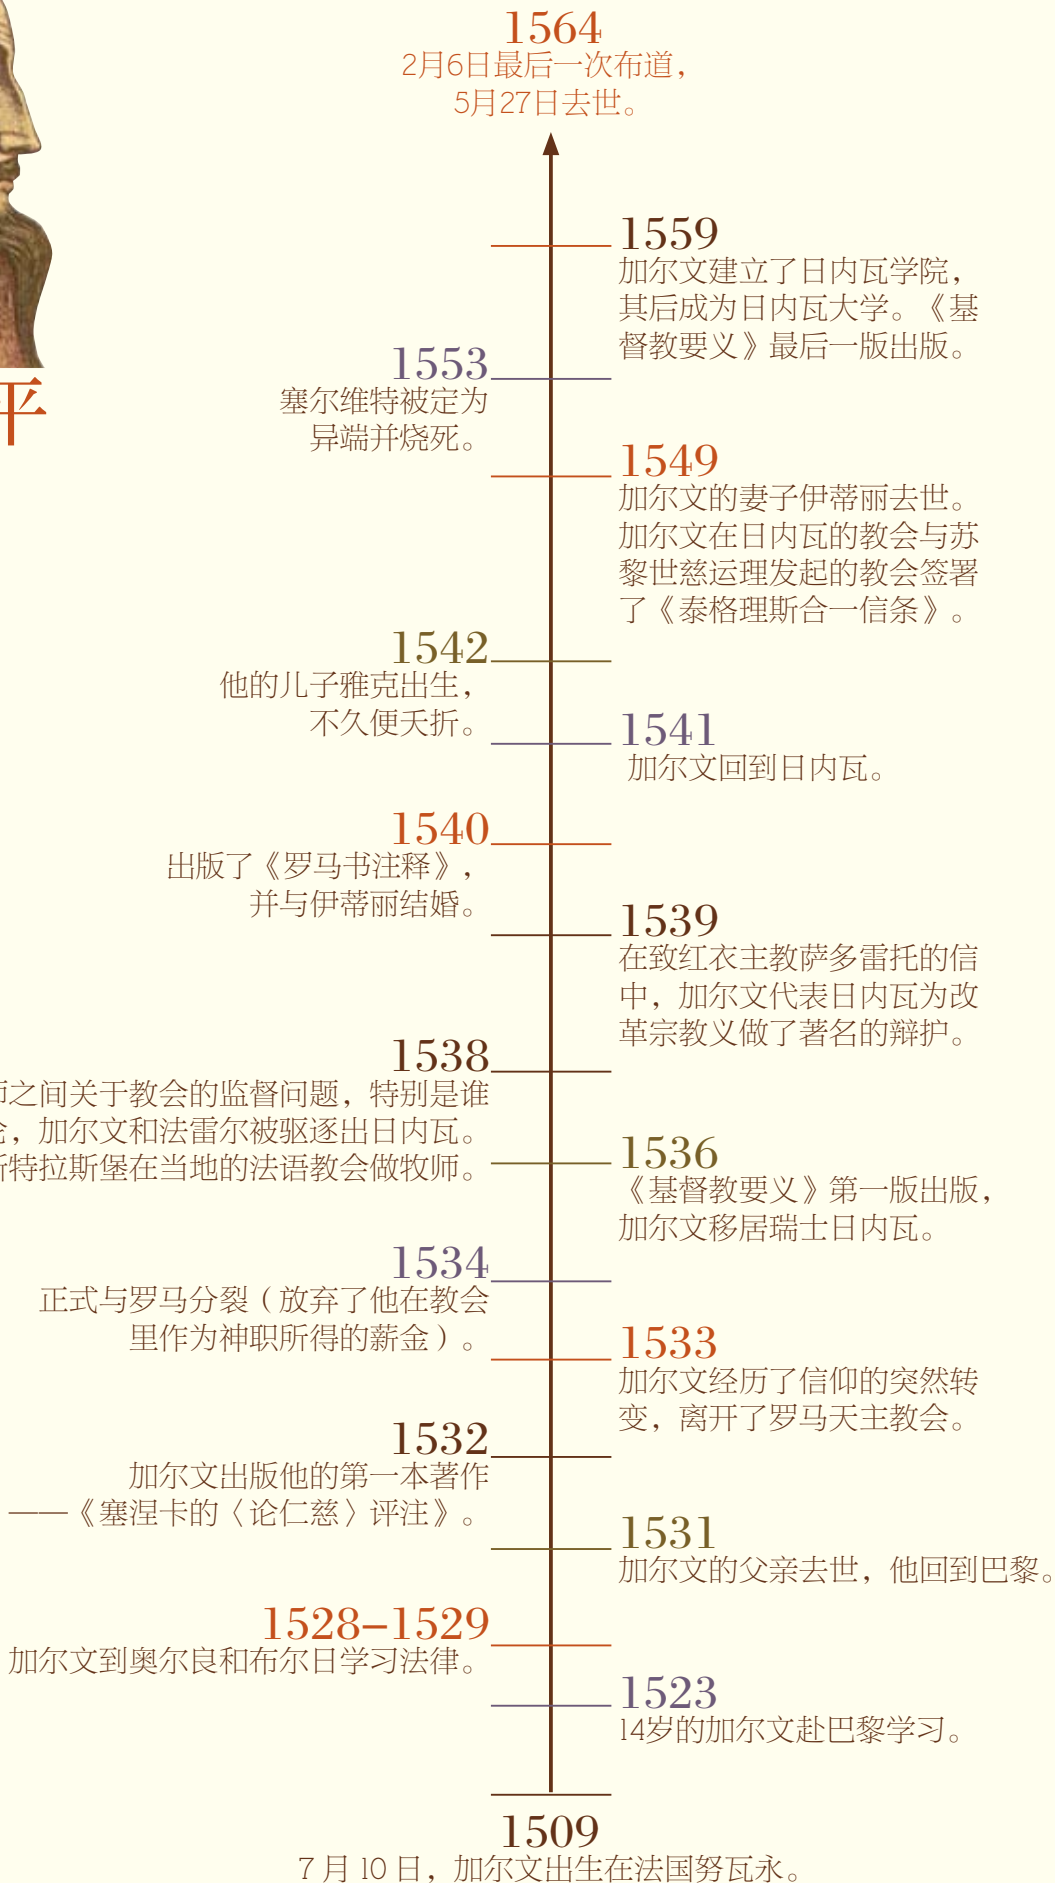 1564
2月6日最后一次布道，
5月27日去世。
1559
加尔文建立了日内瓦学院，
其后成为日内瓦大学。《基
督教要义》最后一版出版。
1553
塞尔维特被定为
异端并烧死。
平
1549
加尔文的妻子伊蒂丽去世。
加尔文在日内瓦的教会与苏
黎世慈运理发起的教会签署
了《泰格理斯合一信条》。
1542
他的儿子雅克出生，
不久便夭折。
1541
加尔文回到日内瓦。
1540
出版了《罗马书注释》，
并与伊蒂丽结婚。
1539
在致红衣主教萨多雷托的信
中，加尔文代表日内瓦为改
革宗教义做了著名的辩护。
1538
之间关于教会的监督问题，特别是谁
，加尔文和法雷尔被驱逐出日内瓦。
特拉斯堡在当地的法语教会做牧师。
1536
《基督教要义》第一版出版，
加尔文移居瑞士日内瓦。
1534
正式与罗马分裂（放弃了他在教会
里作为神职所得的薪金）。
1533
加尔文经历了信仰的突然转
变，离开了罗马天主教会。
1532
加尔文出版他的第一本著作
——《塞涅卡的〈论仁慈〉评注》。
1531
加尔文的父亲去世，他回到巴黎。
1528–1529
加尔文到奥尔良和布尔日学习法律。
1523
14岁的加尔文赴巴黎学习。
1509
7 月 10 日，加尔文出生在法国努瓦永。